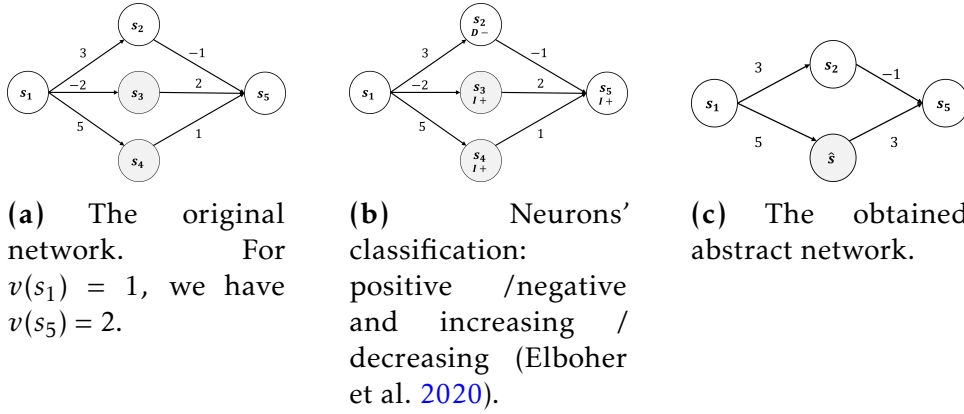 s₂
3
−1
s₁
−2
s₃
2
s₅
5
1
s₄
(a) The original
network. For
v(s₁) = 1, we have
v(s₅) = 2.
s₂
D −
3
−1
s₁
−2
s₃
I +
2
s₅
I +
5
1
s₄
I +
(b) Neurons’
classification:
positive /negative
and increasing /
decreasing (Elboher
et al. 2020).
3
s₂
−1
s₁
s₅
5
3
ŝ
(c) The obtained
abstract network.